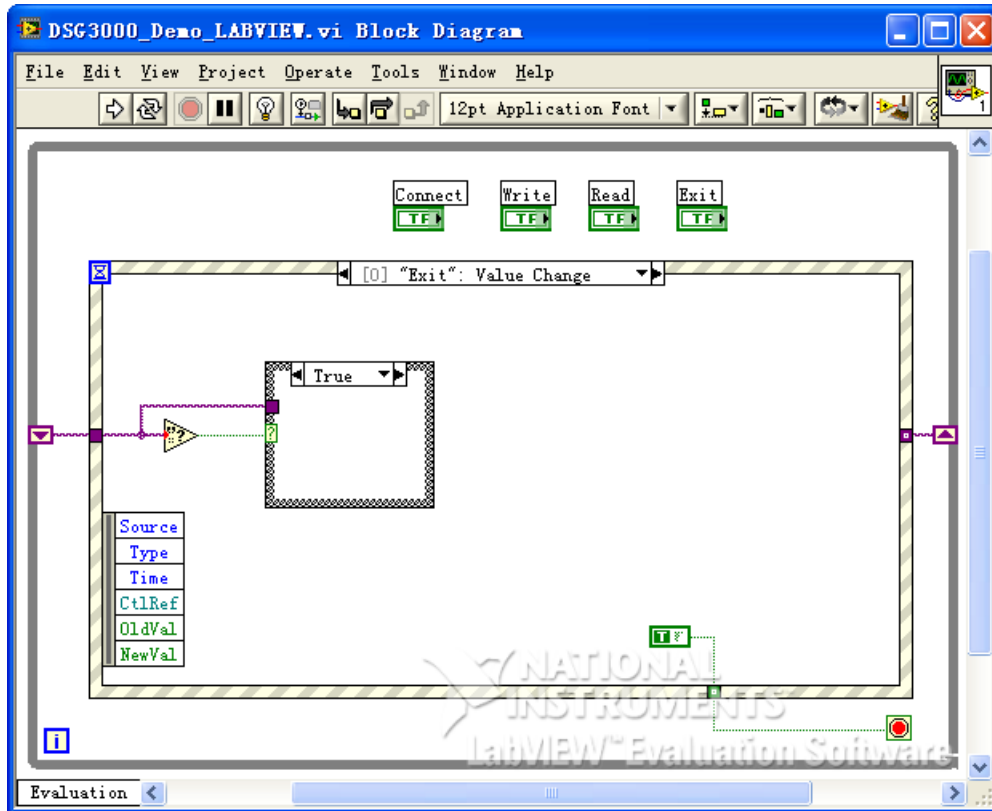 DSG3000_Demo_LABVIEW.vi Block Diagram
File Edit View Project Operate Tools Window Help
12pt Application Font
1
Connect Write Read Exit
TF TF TF TF
[0] "Exit": Value Change
True
?
"?
Source
Type
Time
CtlRef
OldVal
NewVal
T F
NATIONAL
INSTRUMENTS
LabVIEW™ Evaluation Software
i
Evaluation